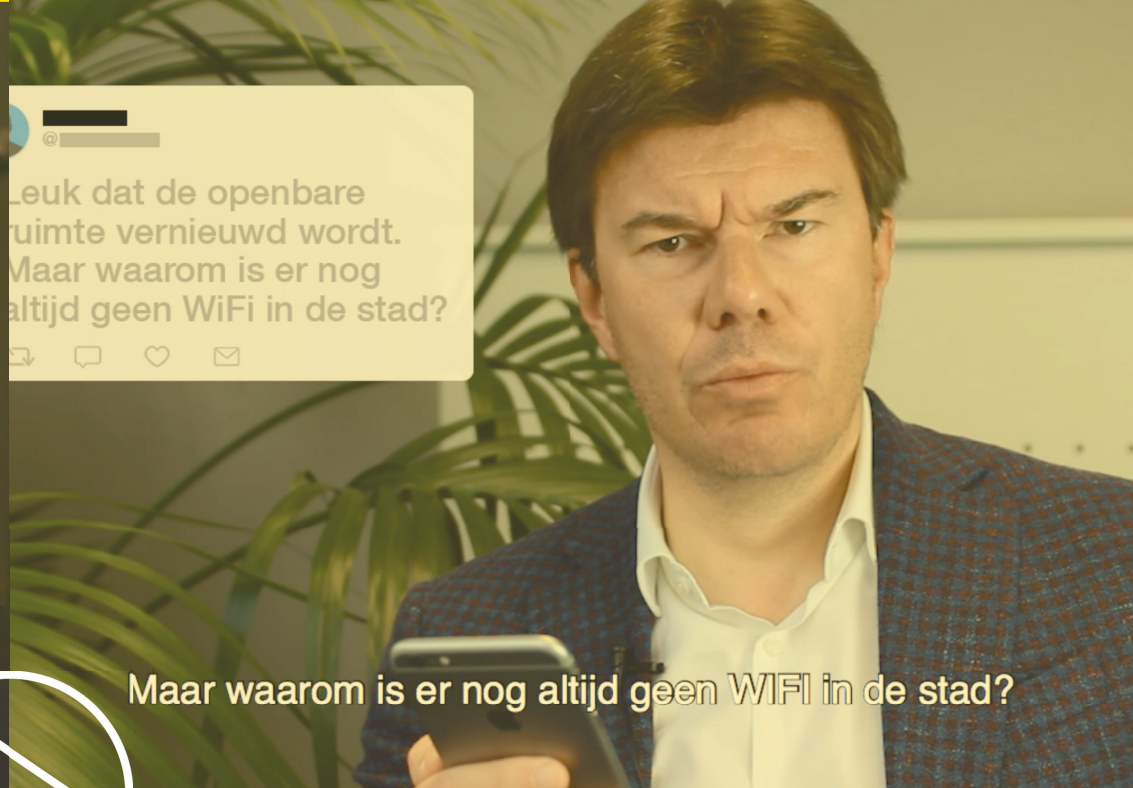 @
Leuk dat de openbare
ruimte vernieuwd wordt.
Maar waarom is er nog
altijd geen WiFi in de stad?
Maar waarom is er nog altijd geen WIFI in de stad?